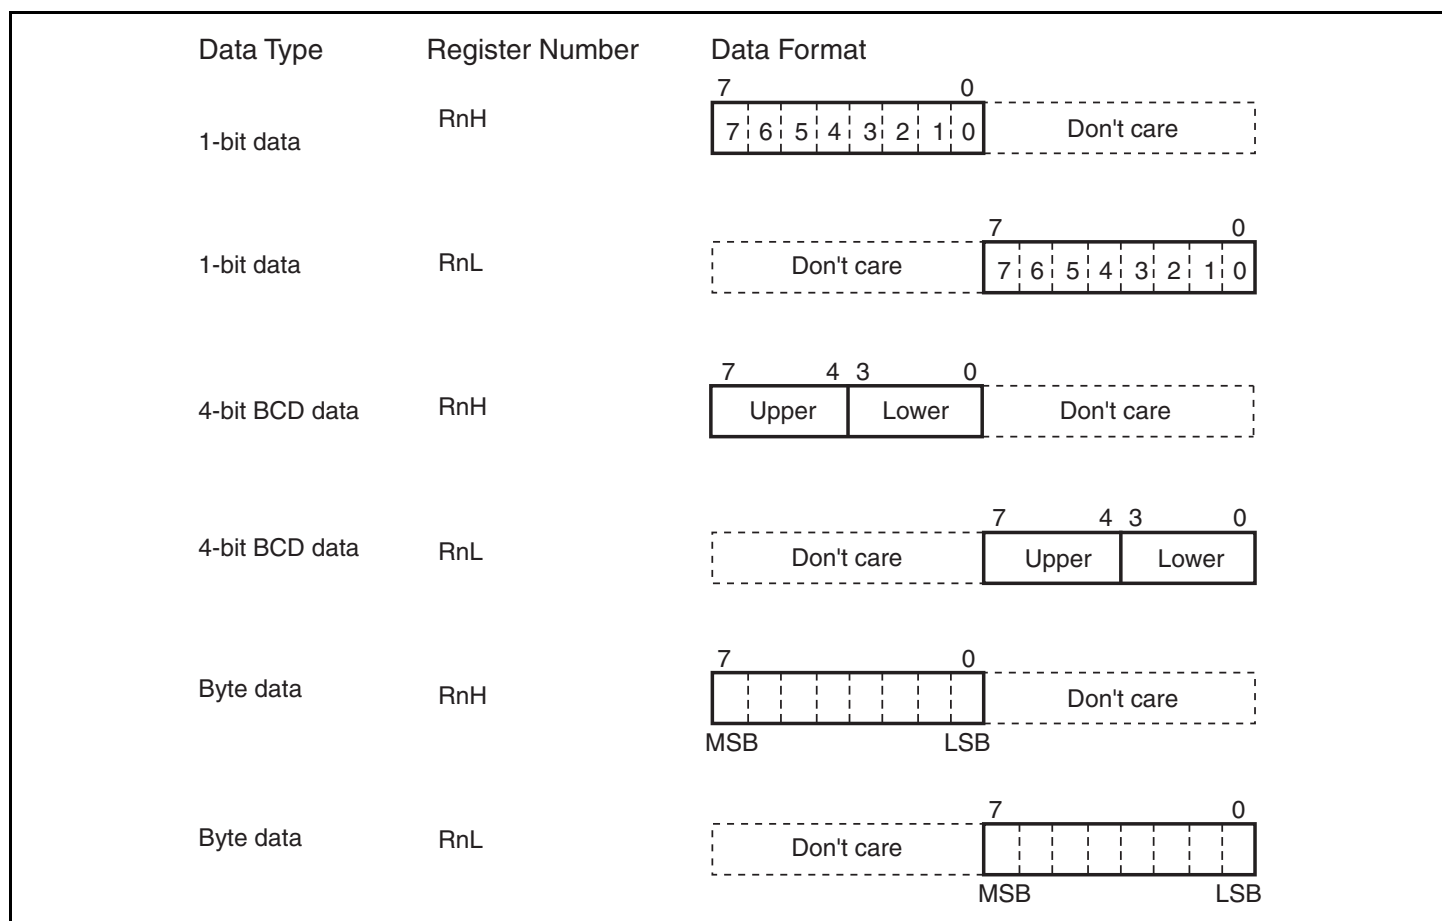 Data Type Register Number Data Format
7 0
1-bit data RnH 7 6 5 4 3 2 1 0 Don't care
7 0
1-bit data RnL Don't care 7 6 5 4 3 2 1 0
7 4 3 0
4-bit BCD data RnH Upper Lower Don't care
7 4 3 0
4-bit BCD data RnL Don't care Upper Lower
7 0
Byte data RnH Don't care
MSB LSB
7 0
Byte data RnL Don't care
MSB LSB